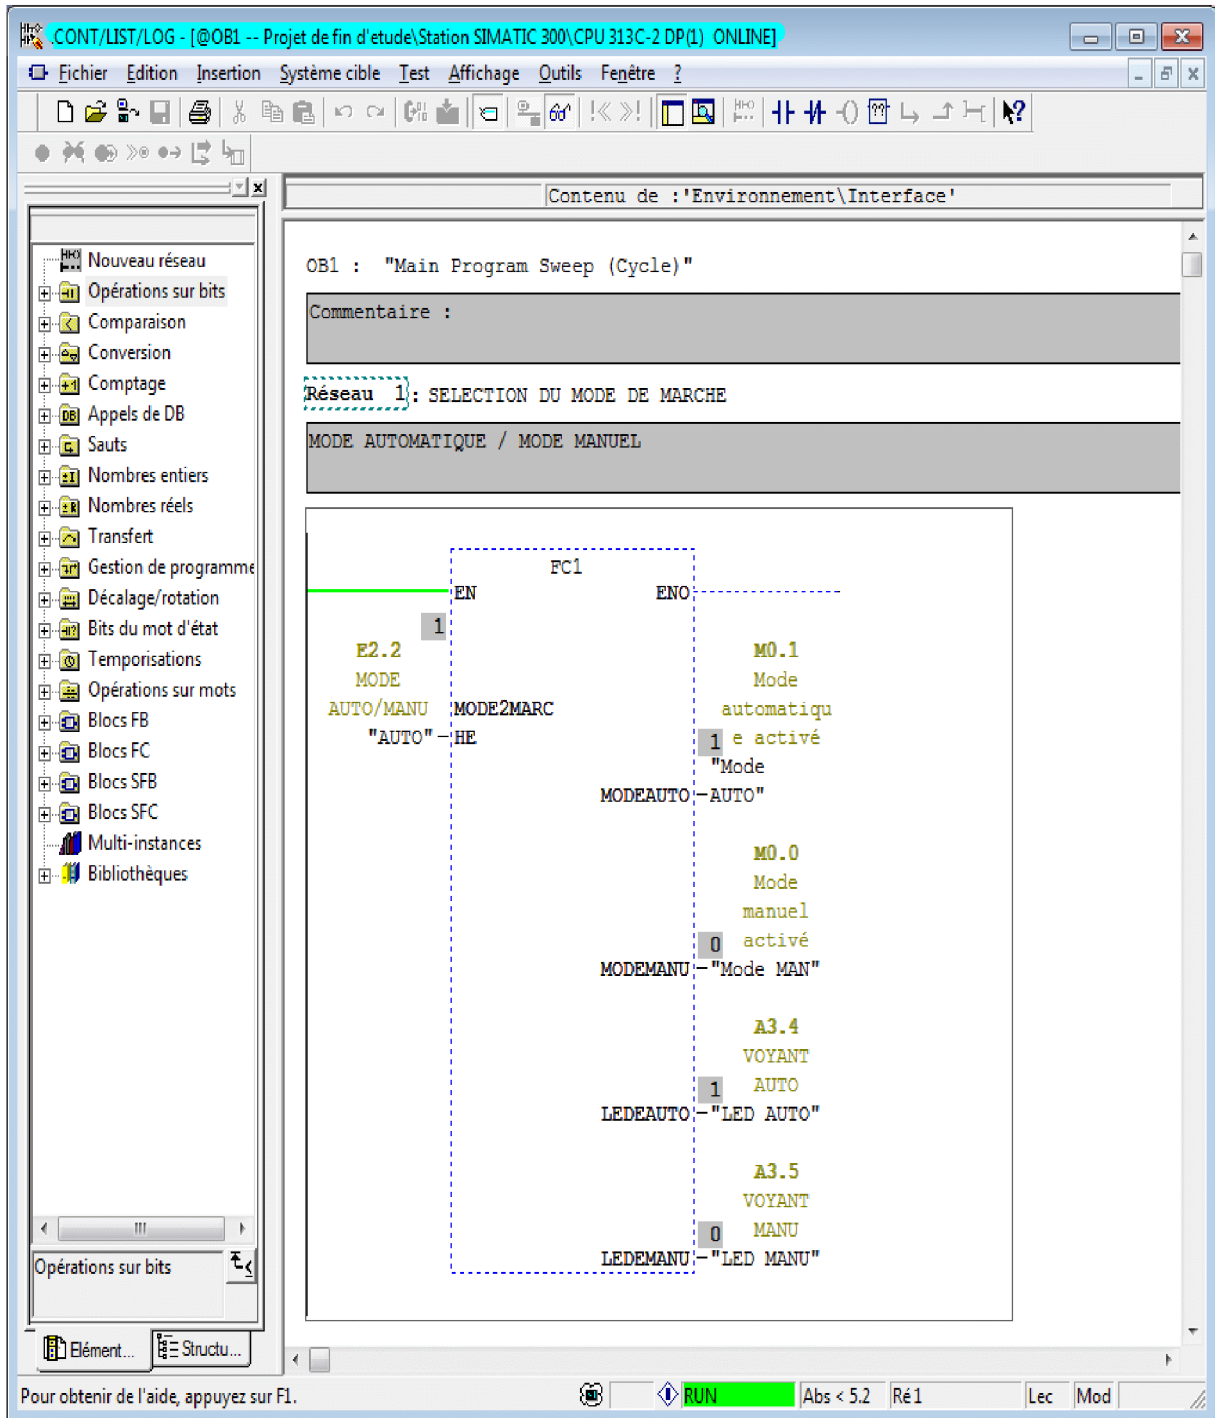 CONT/LIST/LOG - [@OB1 -- Projet de fin d'etude\Station SIMATIC 300\CPU 313C-2 DP(1) ONLINE]
Fichier Edition Insertion Système cible Test Affichage Outils Fenêtre ?
Contenu de :'Environnement\Interface'
Nouveau réseau
Opérations sur bits
Comparaison
Conversion
Comptage
Appels de DB
Sauts
Nombres entiers
Nombres réels
Transfert
Gestion de programme
Décalage/rotation
Bits du mot d'état
Temporisations
Opérations sur mots
Blocs FB
Blocs FC
Blocs SFB
Blocs SFC
Multi-instances
Bibliothèques
Opérations sur bits
Elément...
Structu...
OB1 : "Main Program Sweep (Cycle)"
Commentaire :
Réseau 1: SELECTION DU MODE DE MARCHE
MODE AUTOMATIQUE / MODE MANUEL
FC1
EN ENO
1
E2.2
MODE
AUTO/MANU
"AUTO"
MODE2MARC
HE
M0.1
Mode
automatiqu
1 e activé
"Mode
MODEAUTO AUTO"
M0.0
Mode
manuel
0 activé
MODEMANU "Mode MAN"
A3.4
VOYANT
1 AUTO
LEDEAUTO "LED AUTO"
A3.5
VOYANT
0 MANU
LEDEMANU "LED MANU"
Pour obtenir de l'aide, appuyez sur F1.
RUN
Abs < 5.2
Ré 1
Lec
Mod